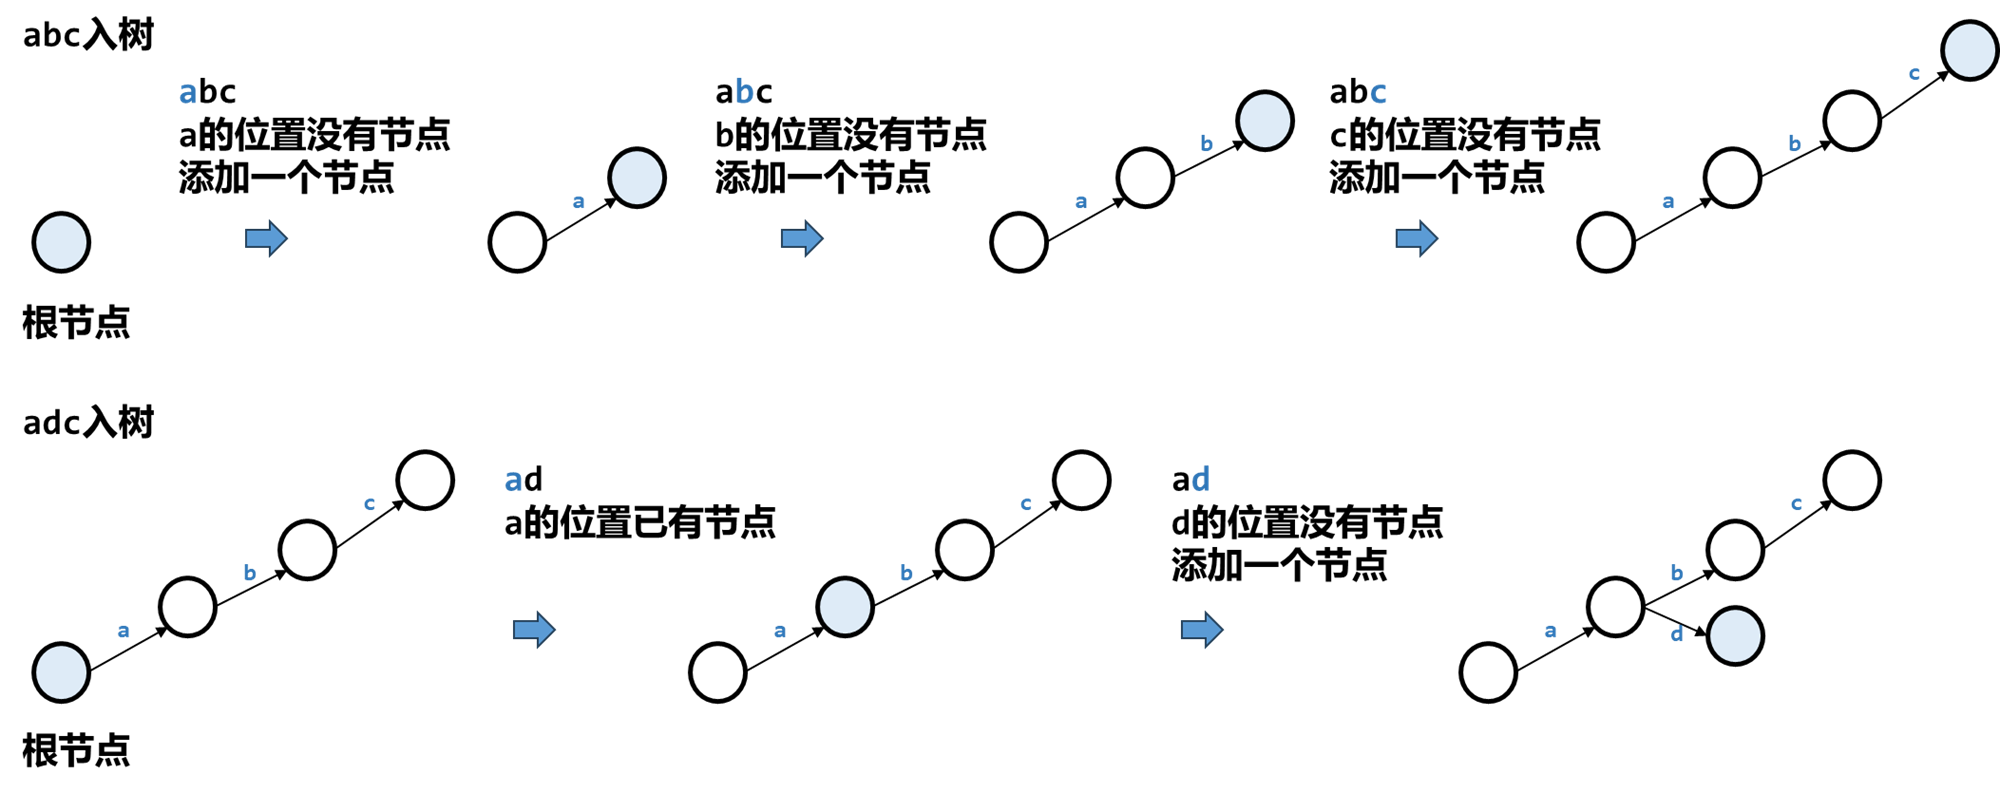 abc入树
abc
a的位置没有节点
添加一个节点
abc
b的位置没有节点
添加一个节点
abc
c的位置没有节点
添加一个节点
a
a
b
a
b
c
根节点
adc入树
ad
a的位置已有节点
ad
d的位置没有节点
添加一个节点
a
b
c
a
b
c
a
b
c
d
根节点